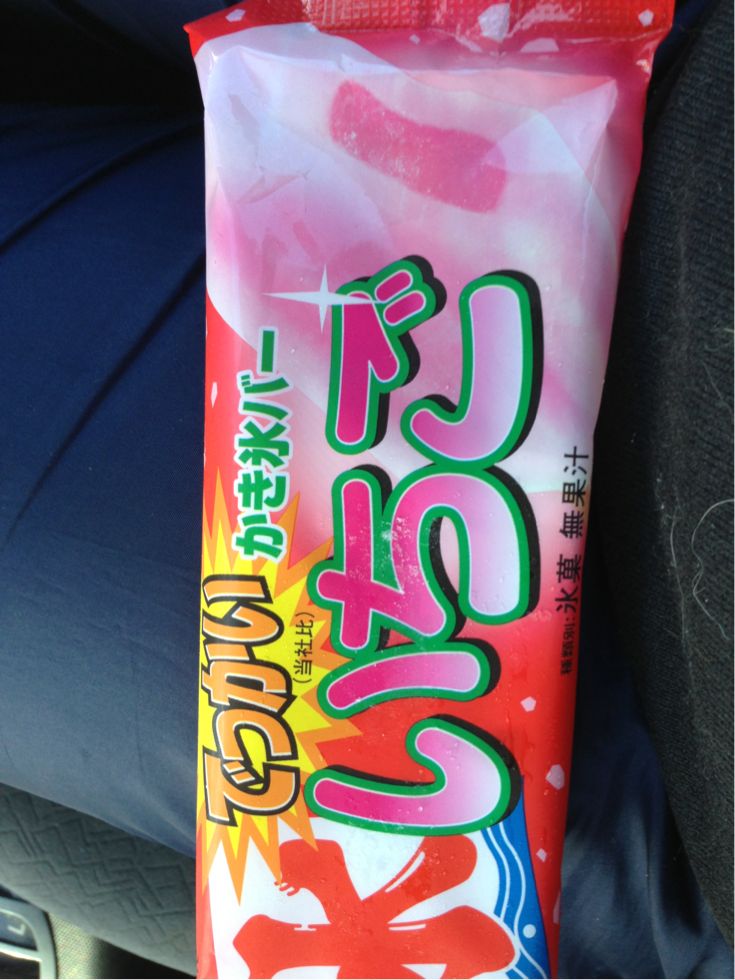 でっかい
(当社比)
かき氷バー
いちご
氷
種類別:氷菓 無果汁